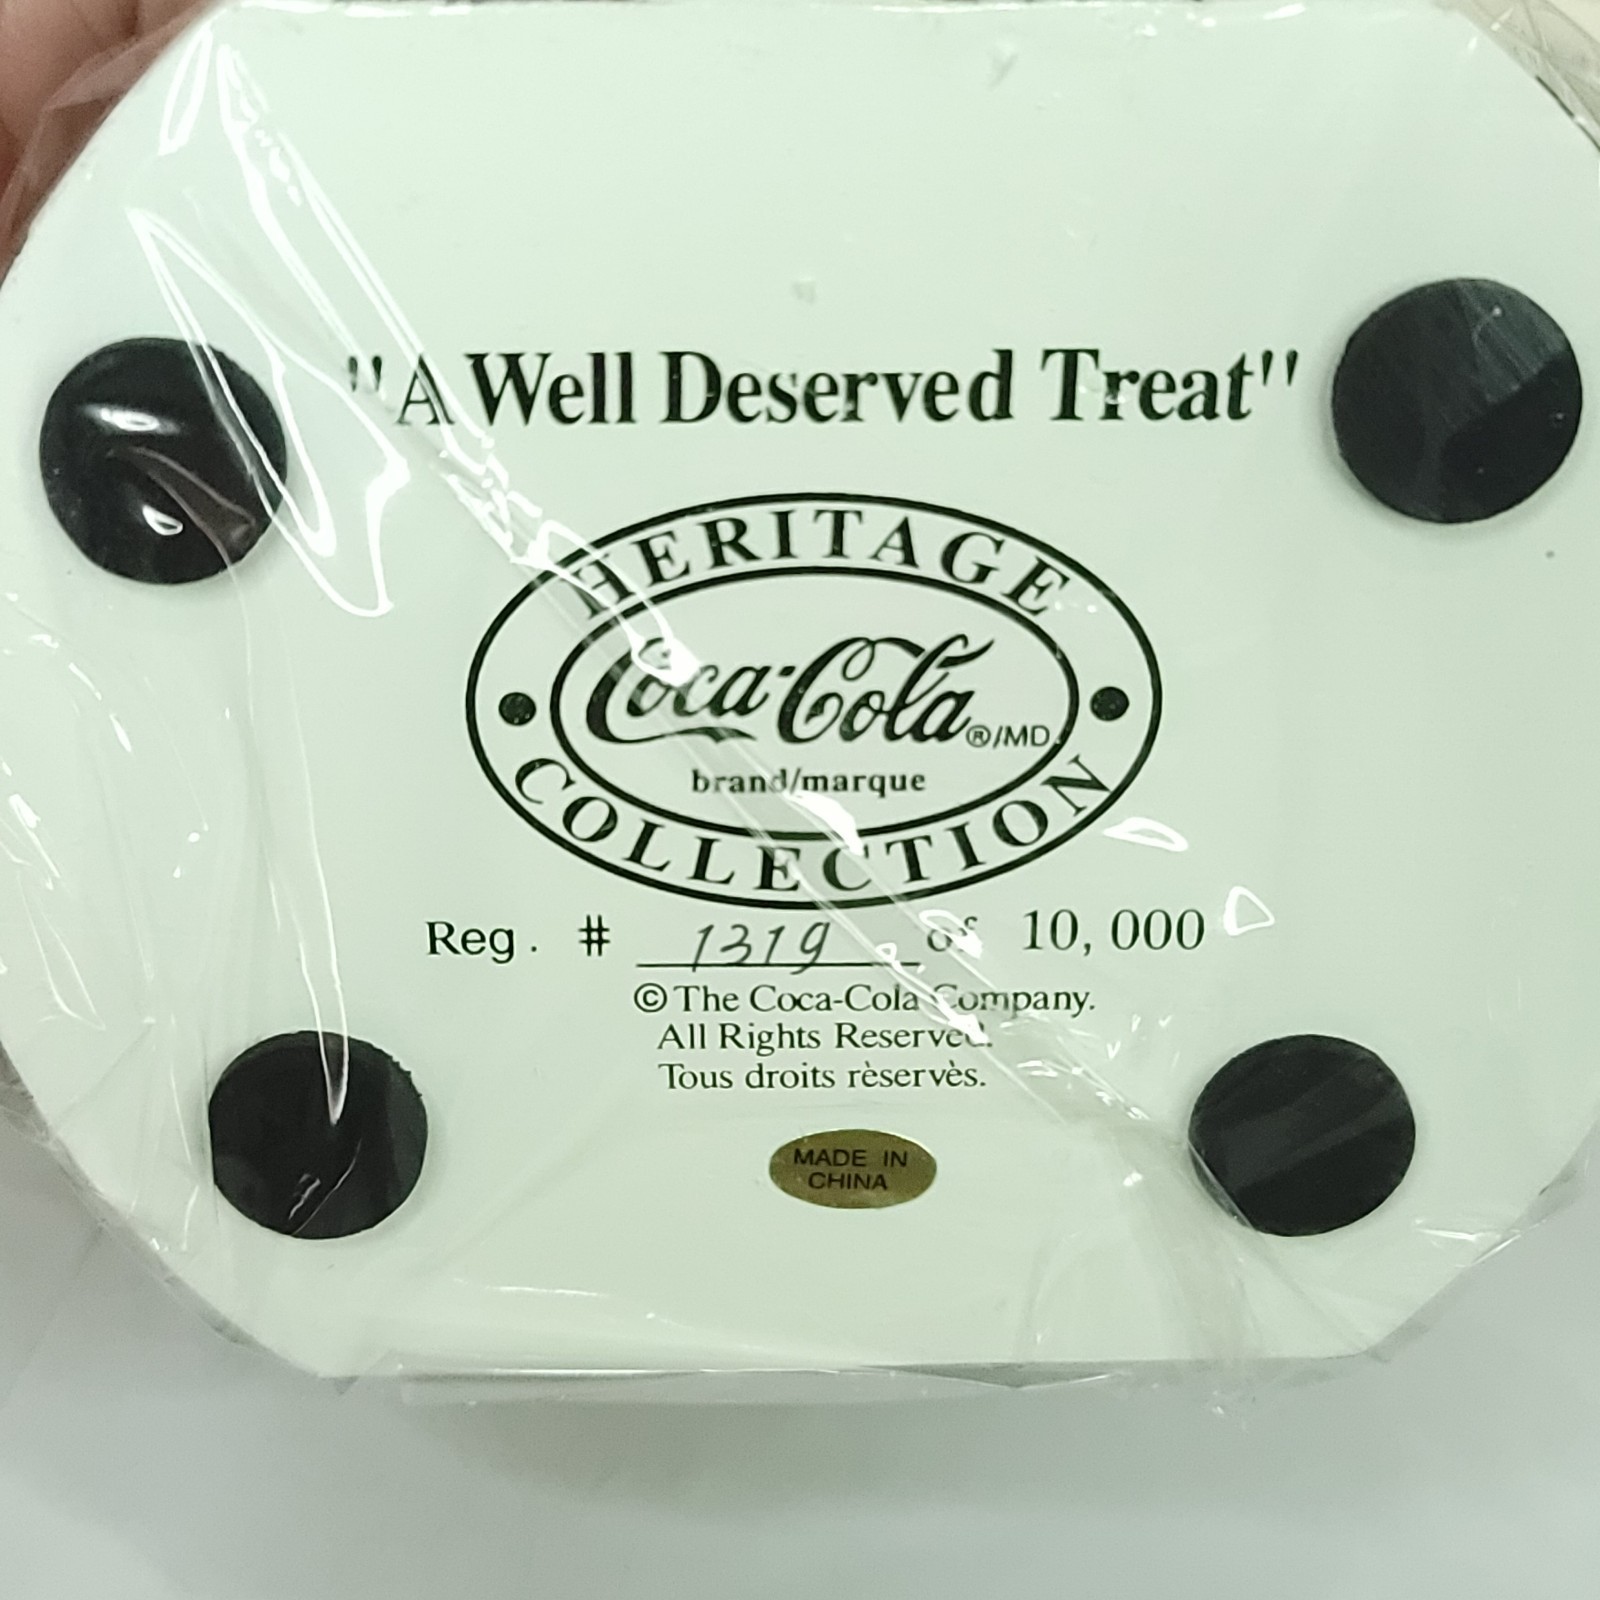 "A Well Deserved Treat"
HERITAGE
Coca-Cola®/MD
brand/marque
COLLECTION
Reg. # 1319 of 10,000
© The Coca-Cola Company.
All Rights Reserved.
Tous droits rèservès.
MADE IN
CHINA